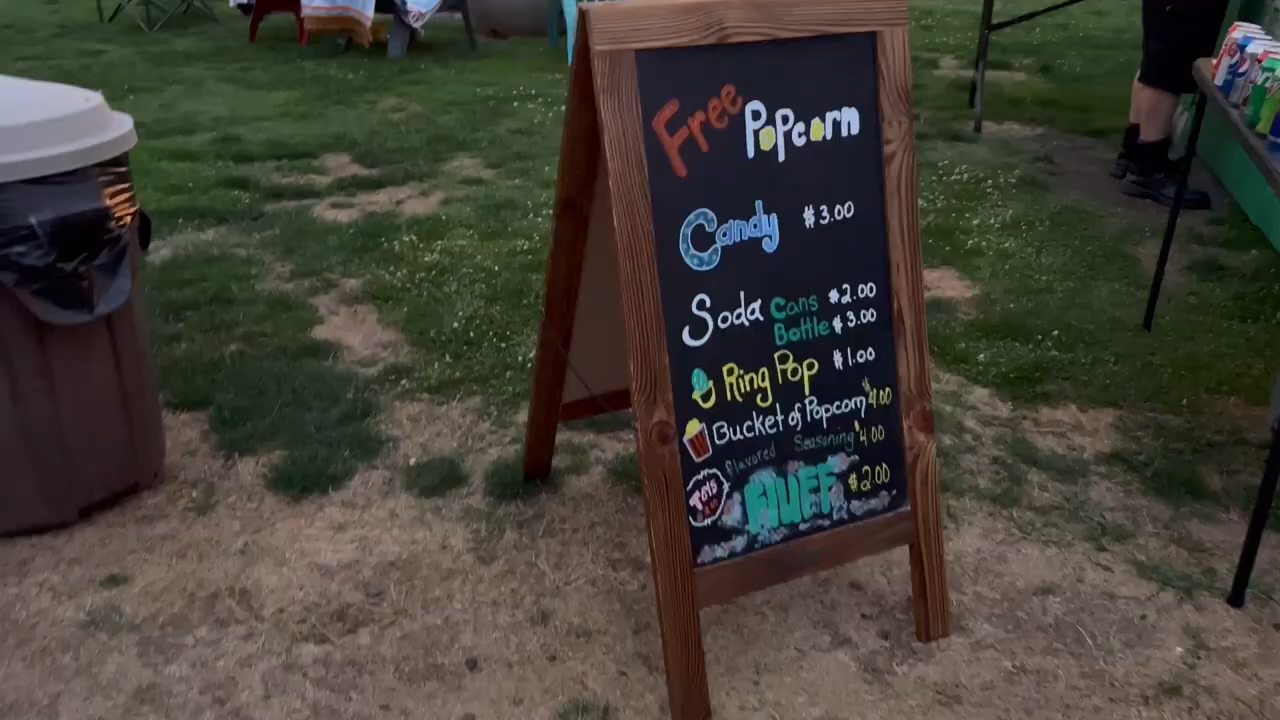 Free Popcorn
Candy $3.00
Soda Cans $2.00
Bottle $3.00
Ring Pop $1.00
Bucket of Popcorn $4.00
flavored Seasoning $4.00
FLUFF $2.00